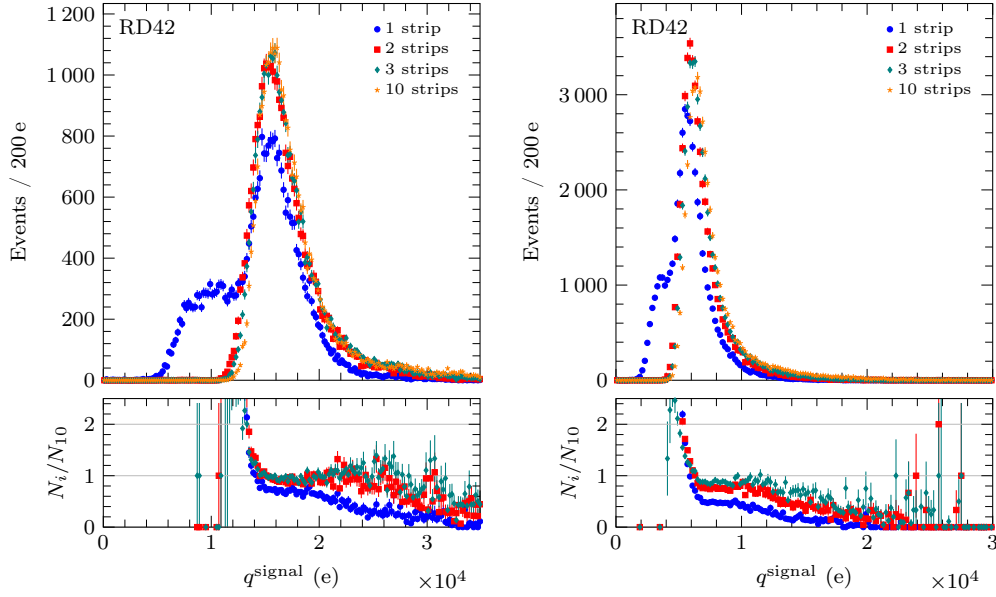 RD42
1 strip
2 strips
3 strips
10 strips
Events / 200 e
1 200
1 000
800
600
400
200
0
N_i/N_10
2
1
0
0 1 2 3
q^signal (e)
×10^4
RD42
1 strip
2 strips
3 strips
10 strips
Events / 200 e
3 000
2 000
1 000
0
N_i/N_10
2
1
0
0 1 2 3
q^signal (e)
×10^4